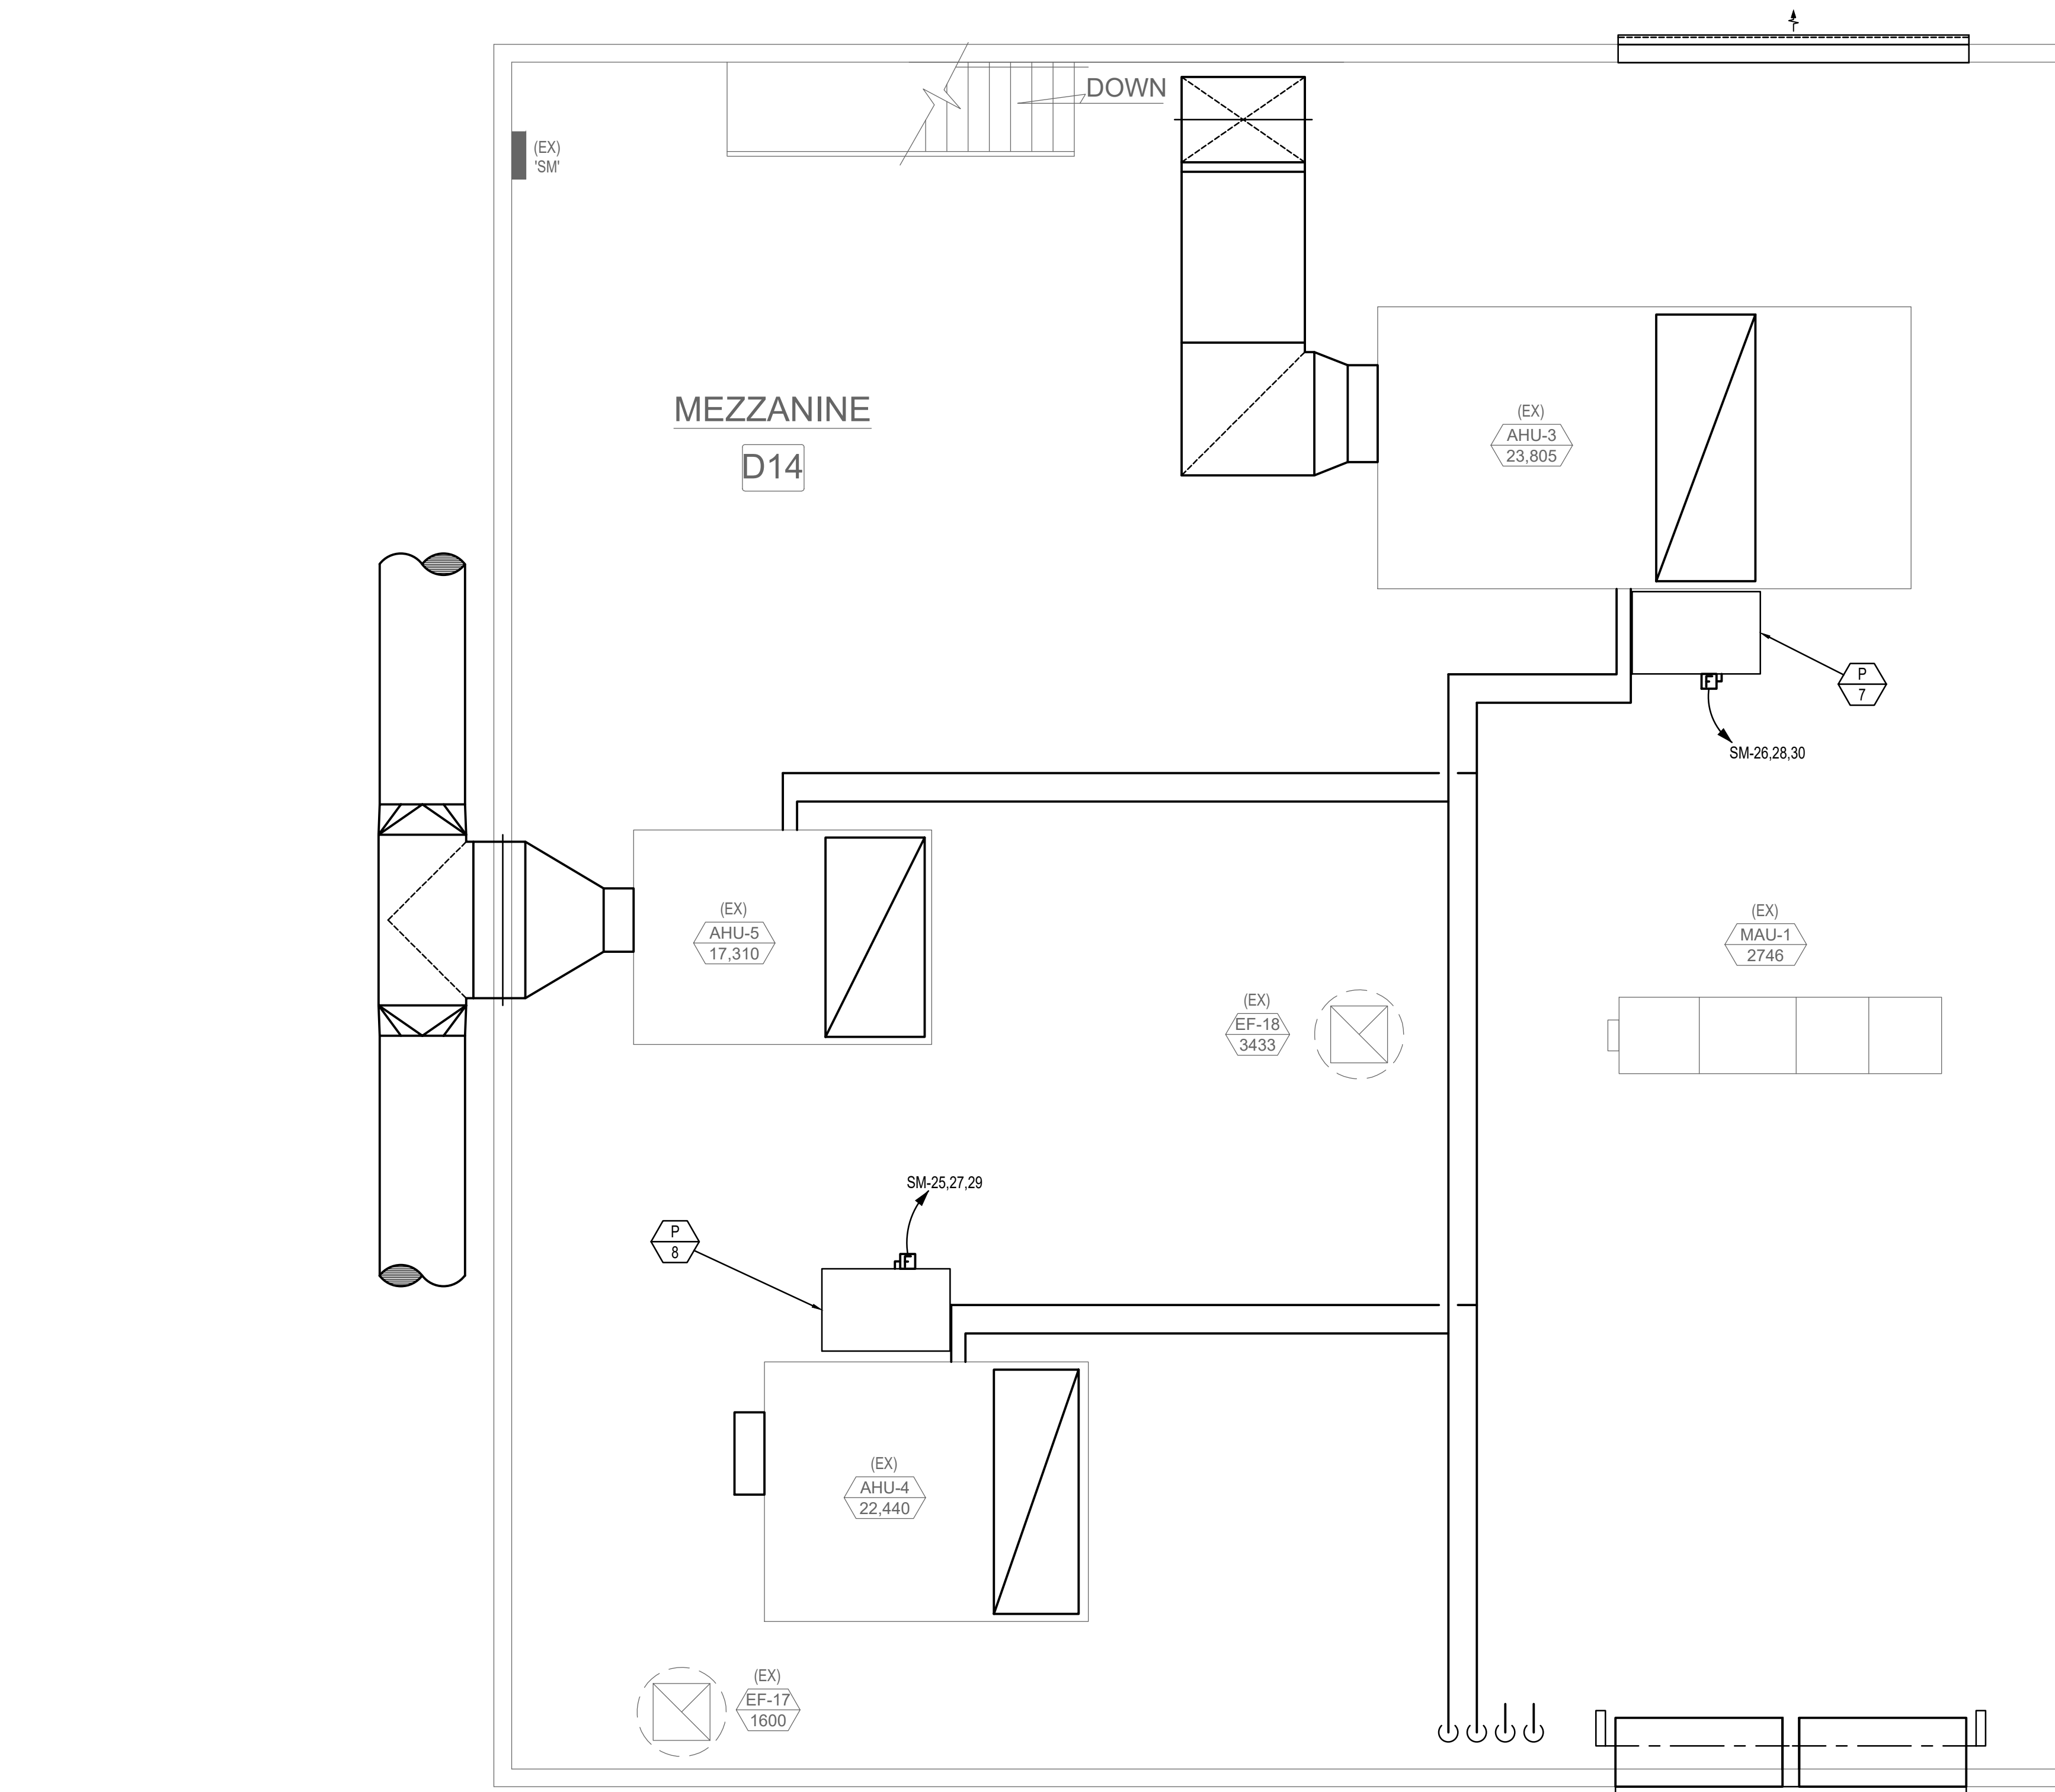 DOWN
(EX)
'SM'
MEZZANINE
D14
(EX)
AHU-3
23,805
P
7
F
SM-26,28,30
(EX)
AHU-5
17,310
(EX)
MAU-1
2746
(EX)
EF-18
3433
SM-25,27,29
P
8
F
(EX)
AHU-4
22,440
(EX)
EF-17
1600